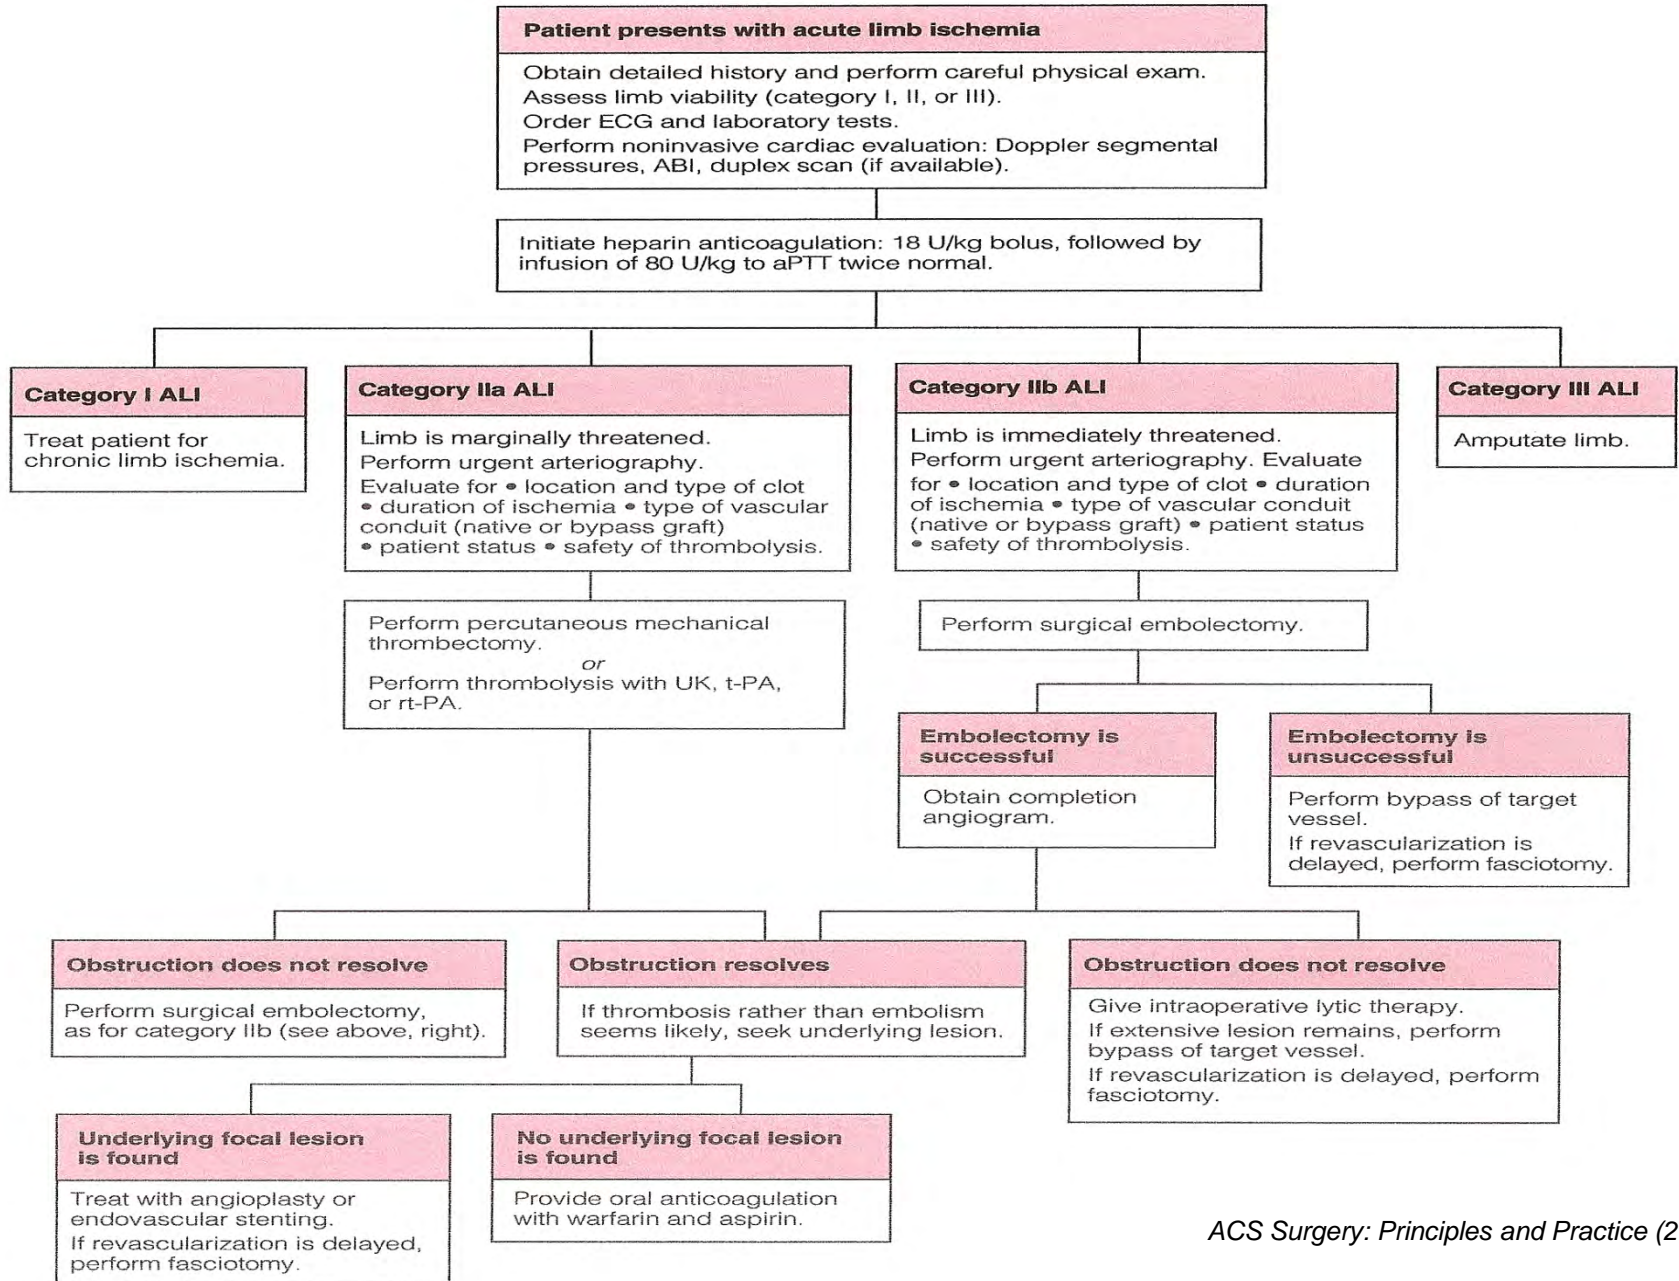 Patient presents with acute limb ischemia
Obtain detailed history and perform careful physical exam.
Assess limb viability (category I, II, or III).
Order ECG and laboratory tests.
Perform noninvasive cardiac evaluation: Doppler segmental
pressures, ABI, duplex scan (if available).
Initiate heparin anticoagulation: 18 U/kg bolus, followed by
infusion of 80 U/kg to aPTT twice normal.
Category I ALI
Treat patient for
chronic limb ischemia.
Category IIa ALI
Limb is marginally threatened.
Perform urgent arteriography.
Evaluate for • location and type of clot
• duration of ischemia • type of vascular
conduit (native or bypass graft)
• patient status • safety of thrombolysis.
Category IIb ALI
Limb is immediately threatened.
Perform urgent arteriography. Evaluate
for • location and type of clot • duration
of ischemia • type of vascular conduit
(native or bypass graft) • patient status
• safety of thrombolysis.
Category III ALI
Amputate limb.
Perform percutaneous mechanical
thrombectomy.
or
Perform thrombolysis with UK, t-PA,
or rt-PA.
Perform surgical embolectomy.
Embolectomy is
successful
Obtain completion
angiogram.
Embolectomy is
unsuccessful
Perform bypass of target
vessel.
If revascularization is
delayed, perform fasciotomy.
Obstruction does not resolve
Perform surgical embolectomy,
as for category IIb (see above, right).
Obstruction resolves
If thrombosis rather than embolism
seems likely, seek underlying lesion.
Obstruction does not resolve
Give intraoperative lytic therapy.
If extensive lesion remains, perform
bypass of target vessel.
If revascularization is delayed, perform
fasciotomy.
Underlying focal lesion
is found
Treat with angioplasty or
endovascular stenting.
If revascularization is delayed,
perform fasciotomy.
No underlying focal lesion
is found
Provide oral anticoagulation
with warfarin and aspirin.
ACS Surgery: Principles and Practice (2